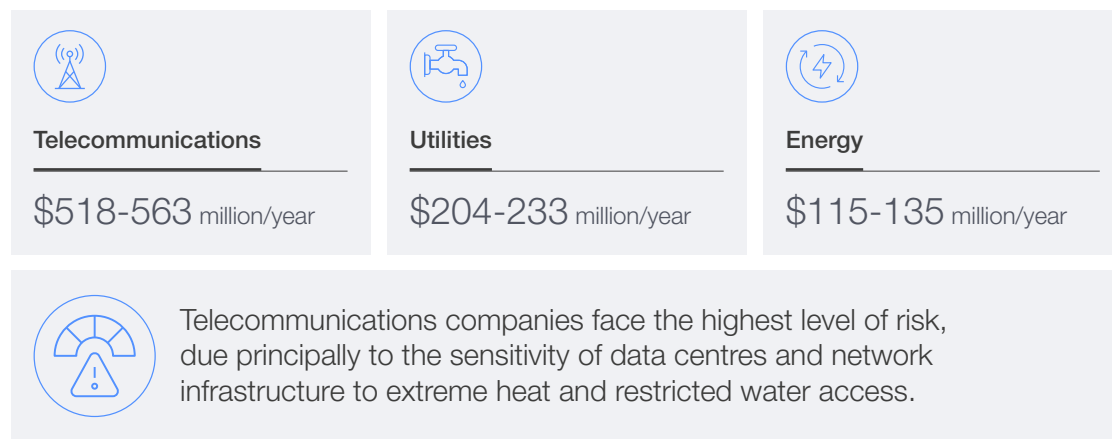 Telecommunications
$518-563 million/year
Utilities
$204-233 million/year
Energy
$115-135 million/year
Telecommunications companies face the highest level of risk,
due principally to the sensitivity of data centres and network
infrastructure to extreme heat and restricted water access.